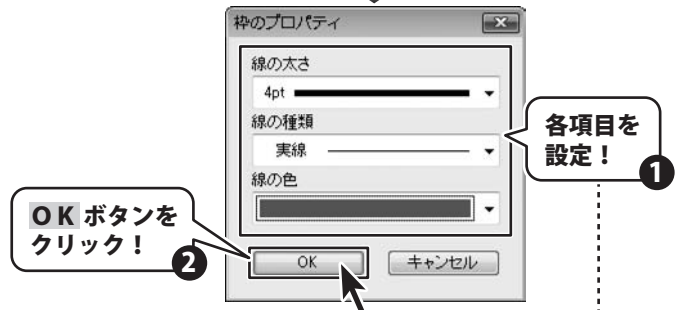 枠のプロパティ
線の太さ
4pt
線の種類
実線
線の色
各項目を
設定！
1
OK ボタンを
クリック！
2
OK
キャンセル